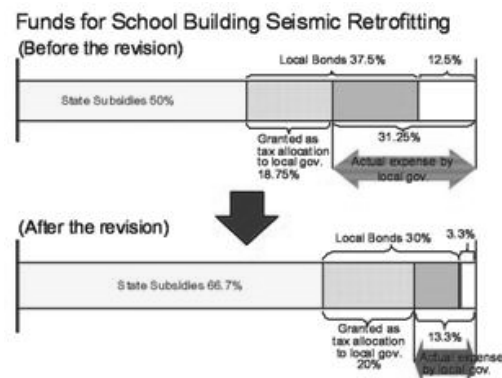 Funds for School Building Seismic Retrofitting
(Before the revision)
Local Bonds 37.5%
12.5%
State Subsidies 50%
Granted as
tax allocation
to local gov.
18.75%
31.25%
Actual expense by
local gov.
(After the revision)
Local Bonds 30%
3.3%
State Subsidies 66.7%
Granted as
tax allocation
to local gov.
20%
13.3%
Actual expense
by local gov.